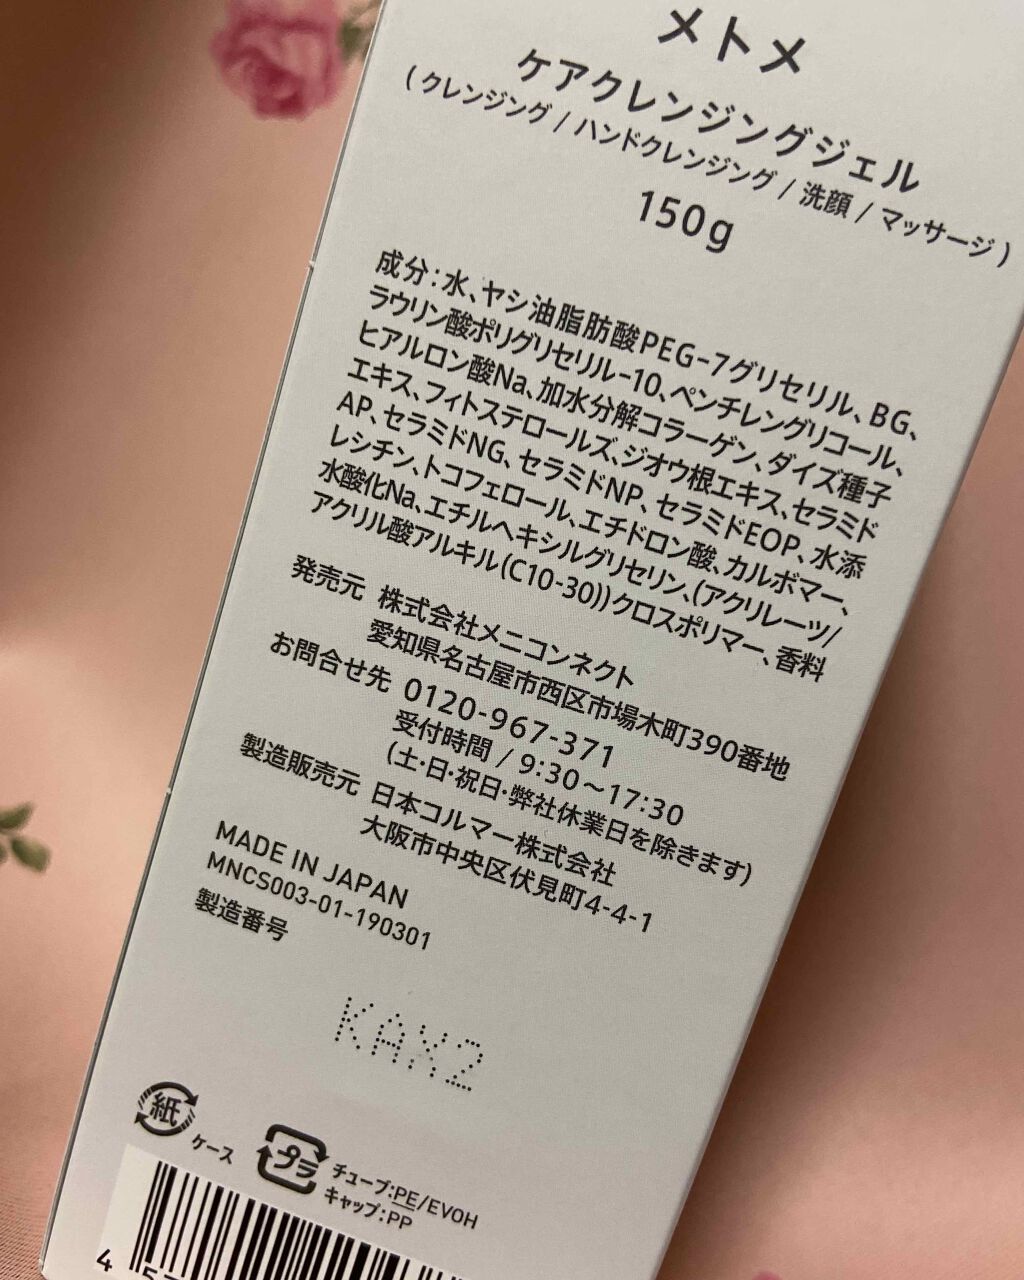 メトメ
ケアクレンジングジェル
(クレンジング / ハンドクレンジング / 洗顔 / マッサージ)
150g
成分:水、ヤシ油脂肪酸PEG-7グリセリル、BG、
ラウリン酸ポリグリセリル-10、ペンチレングリコール、
ヒアルロン酸Na、加水分解コラーゲン、ダイズ種子
エキス、フィトステロールズ、ジオウ根エキス、セラミド
AP、セラミドNG、セラミドNP、セラミドEOP、水添
レシチン、トコフェロール、エチドロン酸、カルボマー、
水酸化Na、エチルヘキシルグリセリン、(アクリレーツ/
アクリル酸アルキル(C10-30))クロスポリマー、香料
発売元 株式会社メニコンネクト
愛知県名古屋市西区市場木町390番地
お問合せ先 0120-967-371
受付時間 / 9:30~17:30
(土・日・祝日・弊社休業日を除きます)
製造販売元 日本コルマー株式会社
大阪市中央区伏見町4-4-1
MADE IN JAPAN
MNCS003-01-190301
製造番号
KAX2
紙 ケース
プラ チューブ:PE/EVOH
キャップ:PP
4